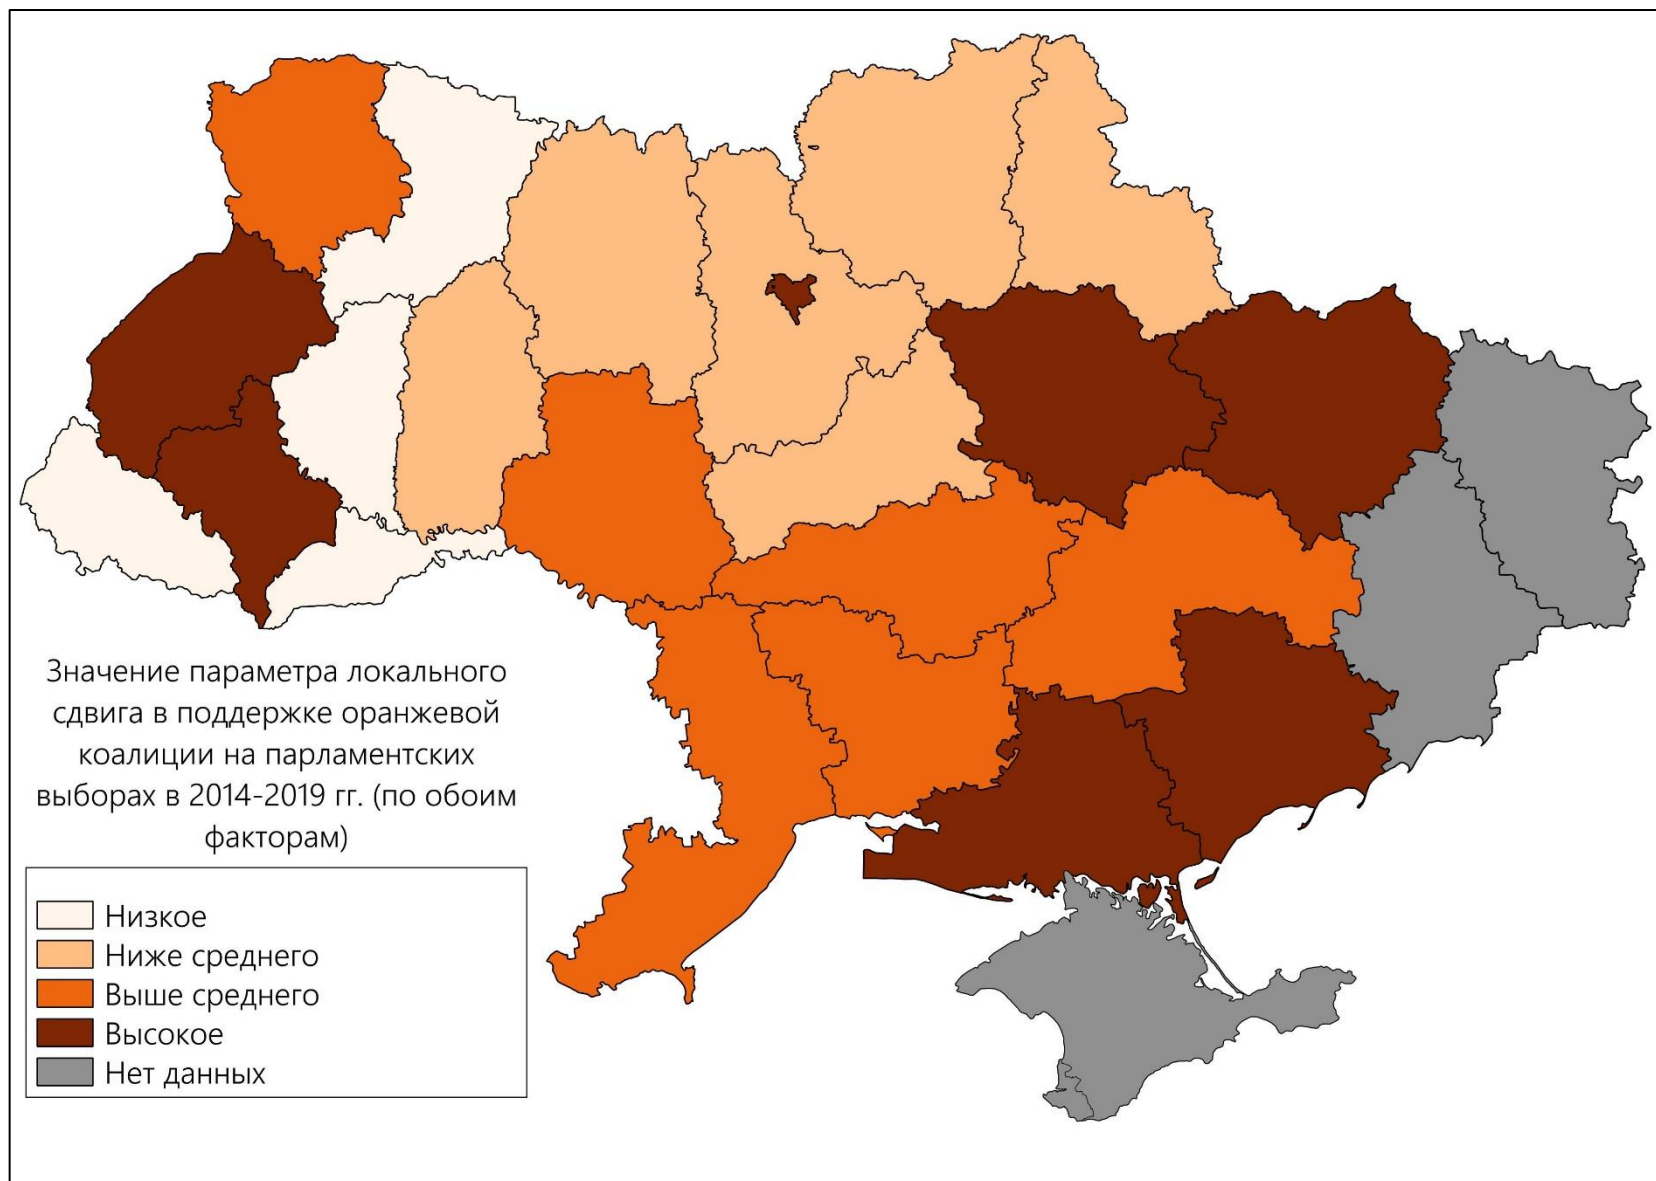 Значение параметра локального
сдвига в поддержке оранжевой
коалиции на парламентских
выборах в 2014-2019 гг. (по обоим
факторам)
Низкое
Ниже среднего
Выше среднего
Высокое
Нет данных